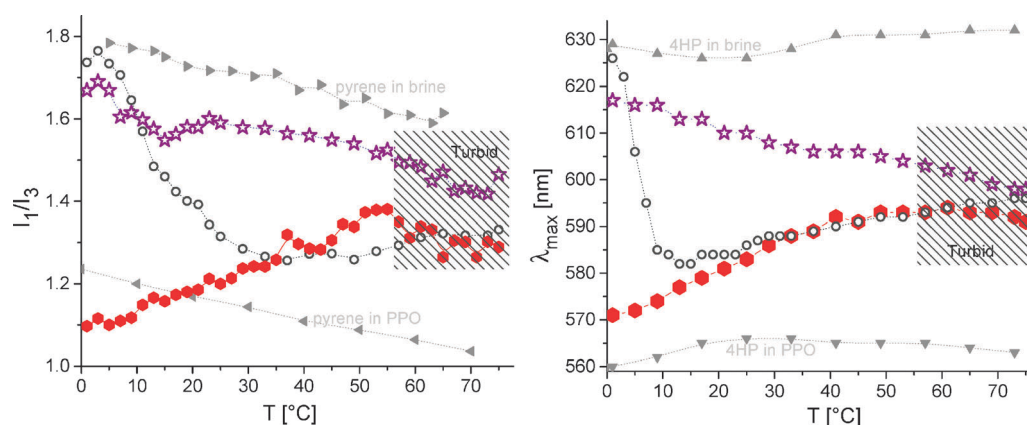 I1/I3
1.8
1.6
1.4
1.2
1.0
pyrene in brine
Turbid
pyrene in PPO
0 10 20 30 40 50 60 70
T [°C]
λmax [nm]
630
620
610
600
590
580
570
560
4HP in brine
Turbid
4HP in PPO
0 10 20 30 40 50 60 70
T [°C]